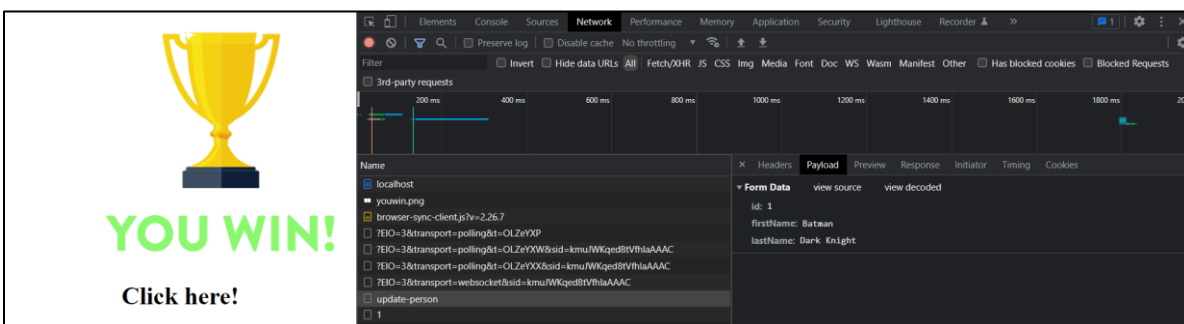 YOU WIN!
Click here!
Elements Console Sources Network Performance Memory Application Security Lighthouse Recorder » 1
Preserve log Disable cache No throttling
Filter Invert Hide data URLs All Fetch/XHR JS CSS Img Media Font Doc WS Wasm Manifest Other Has blocked cookies Blocked Requests
3rd-party requests
200 ms 400 ms 600 ms 800 ms 1000 ms 1200 ms 1400 ms 1600 ms 1800 ms 20
Name
localhost
youwin.png
browser-sync-client.js?v=2.26.7
?EIO=3&transport=polling&t=OLZeYXP
?EIO=3&transport=polling&t=OLZeYXW&sid=kmuJWKqed8tVfhlaAAAC
?EIO=3&transport=polling&t=OLZeYXX&sid=kmuJWKqed8tVfhlaAAAC
?EIO=3&transport=websocket&sid=kmuJWKqed8tVfhlaAAAC
update-person
1
× Headers Payload Preview Response Initiator Timing Cookies
Form Data view source view decoded
id: 1
firstName: Batman
lastName: Dark Knight